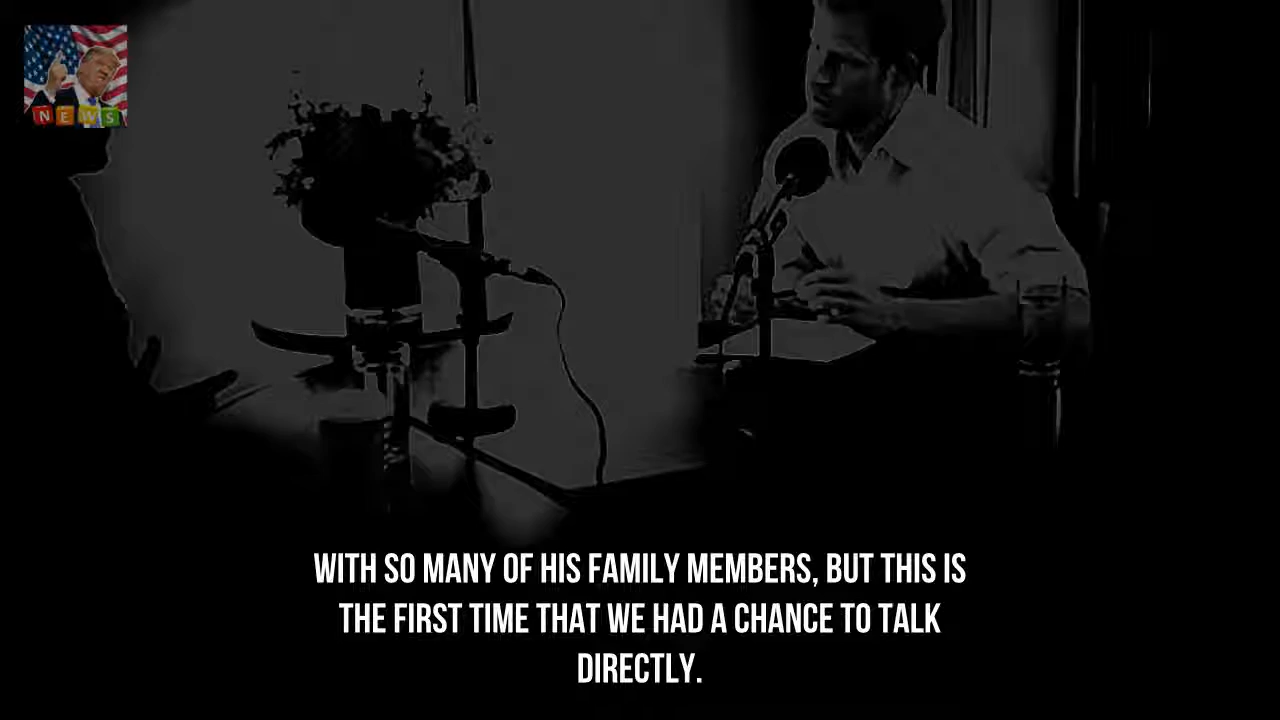 NEWS
WITH SO MANY OF HIS FAMILY MEMBERS, BUT THIS IS
THE FIRST TIME THAT WE HAD A CHANCE TO TALK
DIRECTLY.